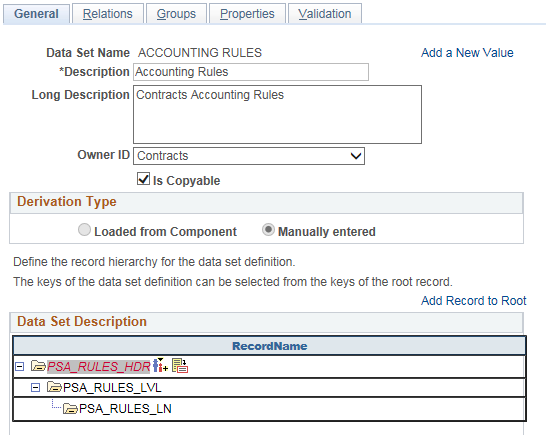 General Relations Groups Properties Validation
Data Set Name ACCOUNTING RULES Add a New Value
*Description Accounting Rules
Long Description Contracts Accounting Rules
Owner ID Contracts
Is Copyable
Derivation Type
Loaded from Component Manually entered
Define the record hierarchy for the data set definition.
The keys of the data set definition can be selected from the keys of the root record.
Add Record to Root
Data Set Description
RecordName
PSA_RULES_HDR
PSA_RULES_LVL
PSA_RULES_LN